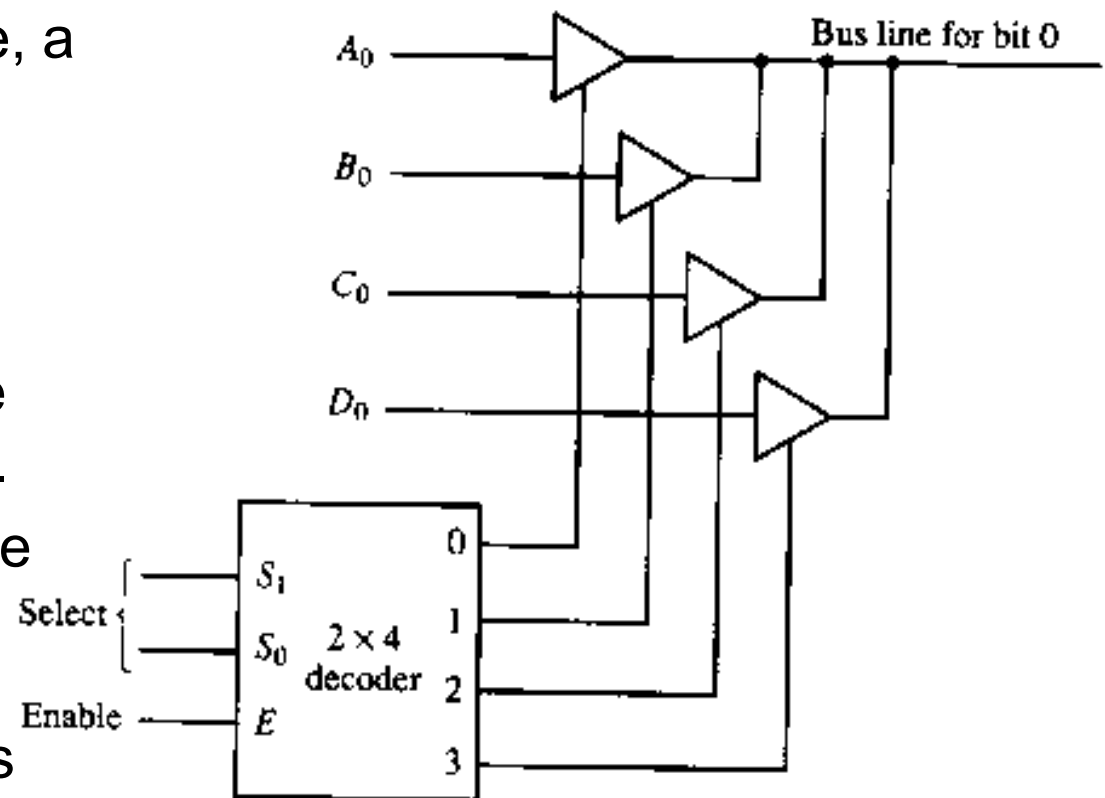 e, a
Bus line for bit 0
A0
B0
C0
D0
e
.
e
0
S1
Select
1
S0
2 × 4
decoder
2
Enable
E
s
3